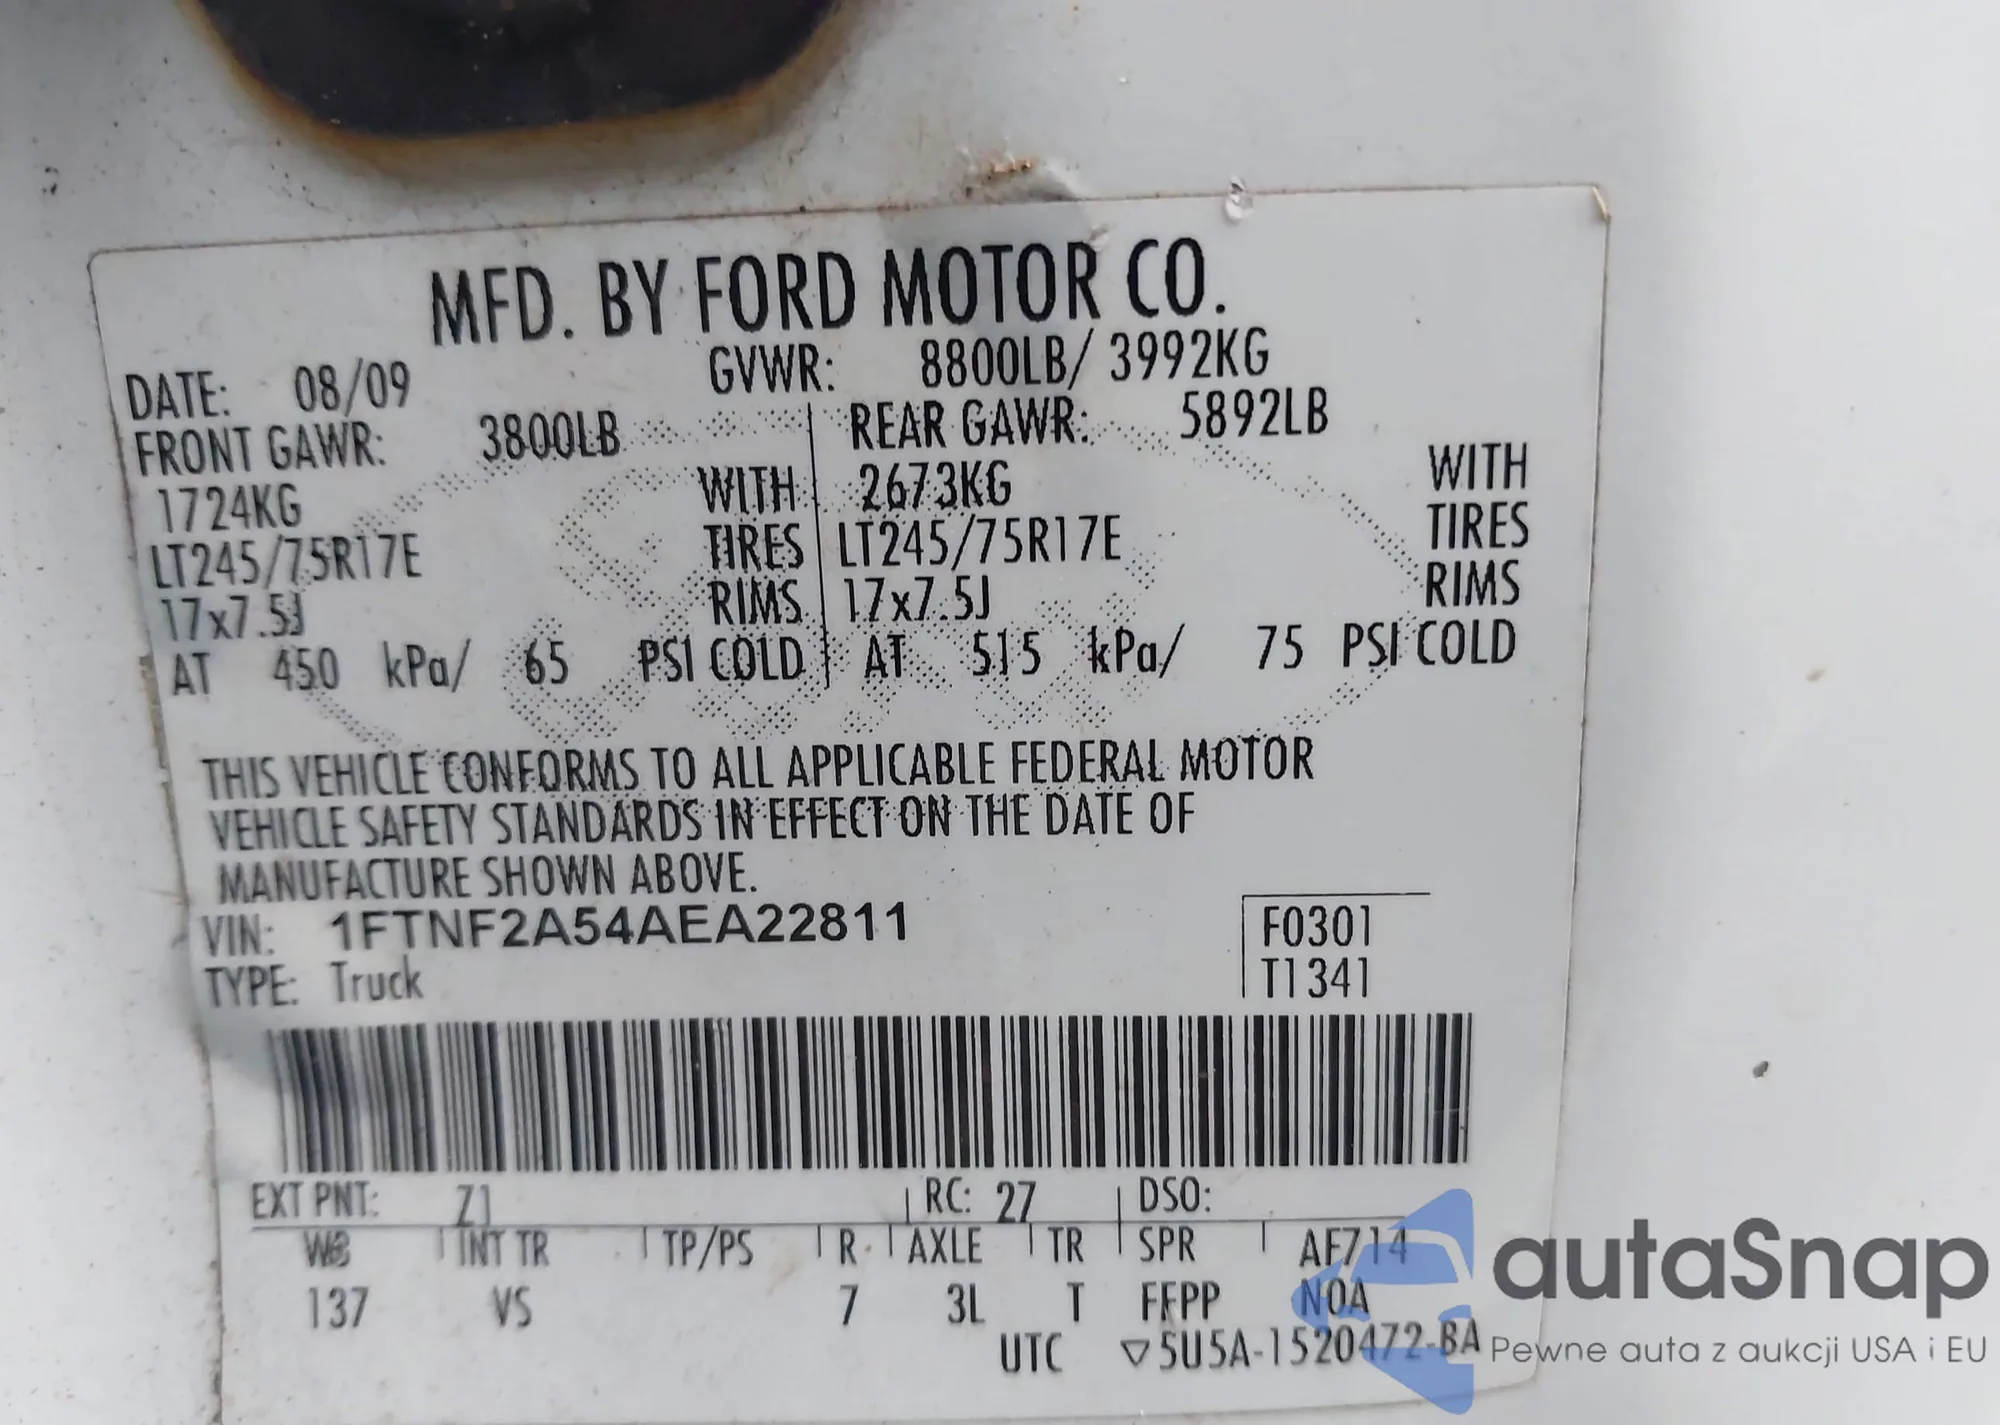 MFD. BY FORD MOTOR CO.
DATE: 08/09 GVWR: 8800LB/ 3992KG
FRONT GAWR: 3800LB REAR GAWR: 5892LB
1724KG WITH 2673KG WITH
LT245/75R17E TIRES LT245/75R17E TIRES
17x7.5J RIMS 17x7.5J RIMS
AT 450 kPa/ 65 PSI COLD AT 515 kPa/ 75 PSI COLD
THIS VEHICLE CONFORMS TO ALL APPLICABLE FEDERAL MOTOR
VEHICLE SAFETY STANDARDS IN EFFECT ON THE DATE OF
MANUFACTURE SHOWN ABOVE.
VIN: 1FTNF2A54AEA22811 F0301
TYPE: Truck T1341
EXT PNT: Z1 RC: 27 DSO:
WB INT TR TP/PS R AXLE TR SPR AF714
137 VS 7 3L T FFPP N0A
UTC ▽5U5A-1520472-BA
autaSnap
Pewne auta z aukcji USA i EU